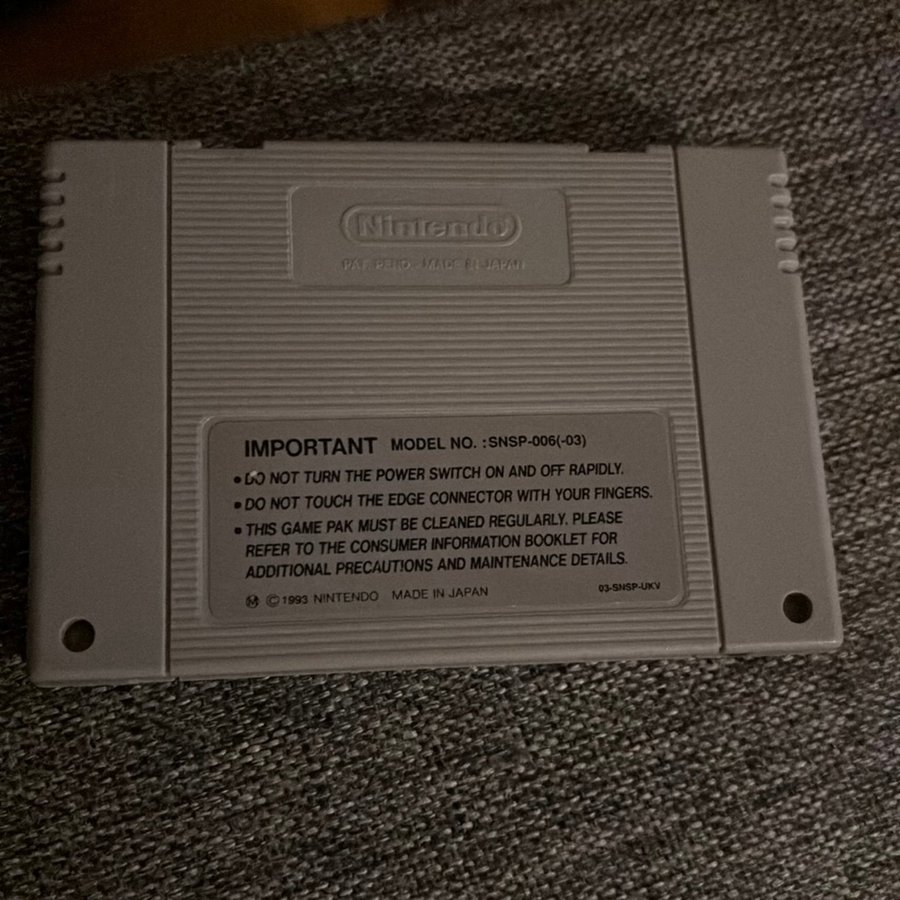 Nintendo
PAT. PEND. MADE IN JAPAN
IMPORTANT MODEL NO. :SNSP-006(-03)
• DO NOT TURN THE POWER SWITCH ON AND OFF RAPIDLY.
• DO NOT TOUCH THE EDGE CONNECTOR WITH YOUR FINGERS.
• THIS GAME PAK MUST BE CLEANED REGULARLY. PLEASE
REFER TO THE CONSUMER INFORMATION BOOKLET FOR
ADDITIONAL PRECAUTIONS AND MAINTENANCE DETAILS.
Ⓜ © 1993 NINTENDO MADE IN JAPAN 03-SNSP-UKV